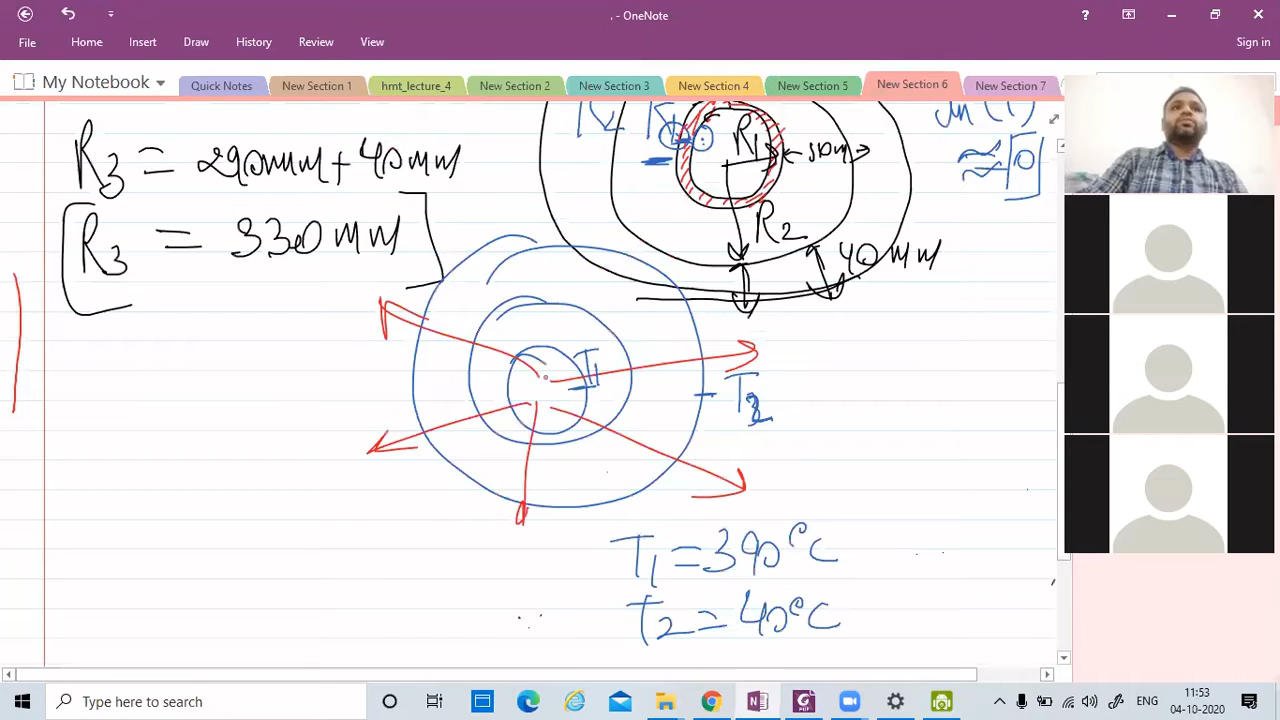 . - OneNote
File Home Insert Draw History Review View
Sign in
My Notebook
Quick Notes New Section 1 hmt_lecture_4 New Section 2 New Section 3 New Section 4 New Section 5 New Section 6 New Section 7
R3 = 290mm + 40mm
R3 = 330mm
R1
R2
40mm
≈ 0
T1
T3
T1 = 390°C
T2 = 40°C
Type here to search
ENG
11:53
04-10-2020